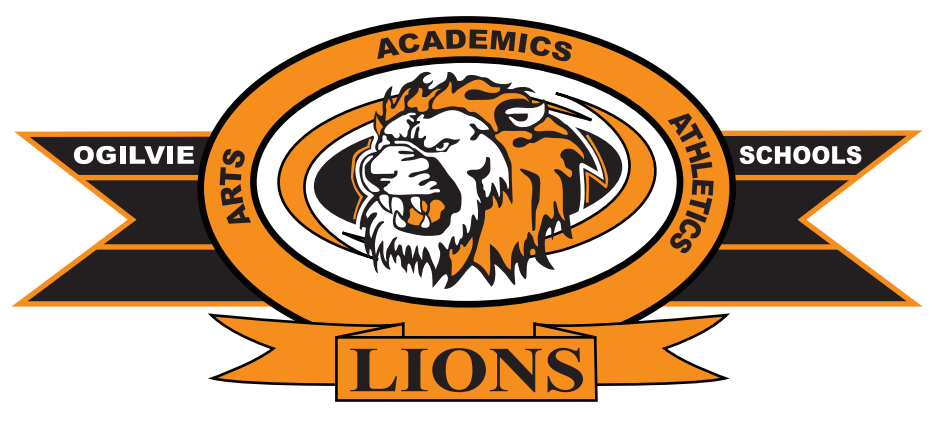 ACADEMICS
OGILVIE
ARTS
ATHLETICS
SCHOOLS
LIONS